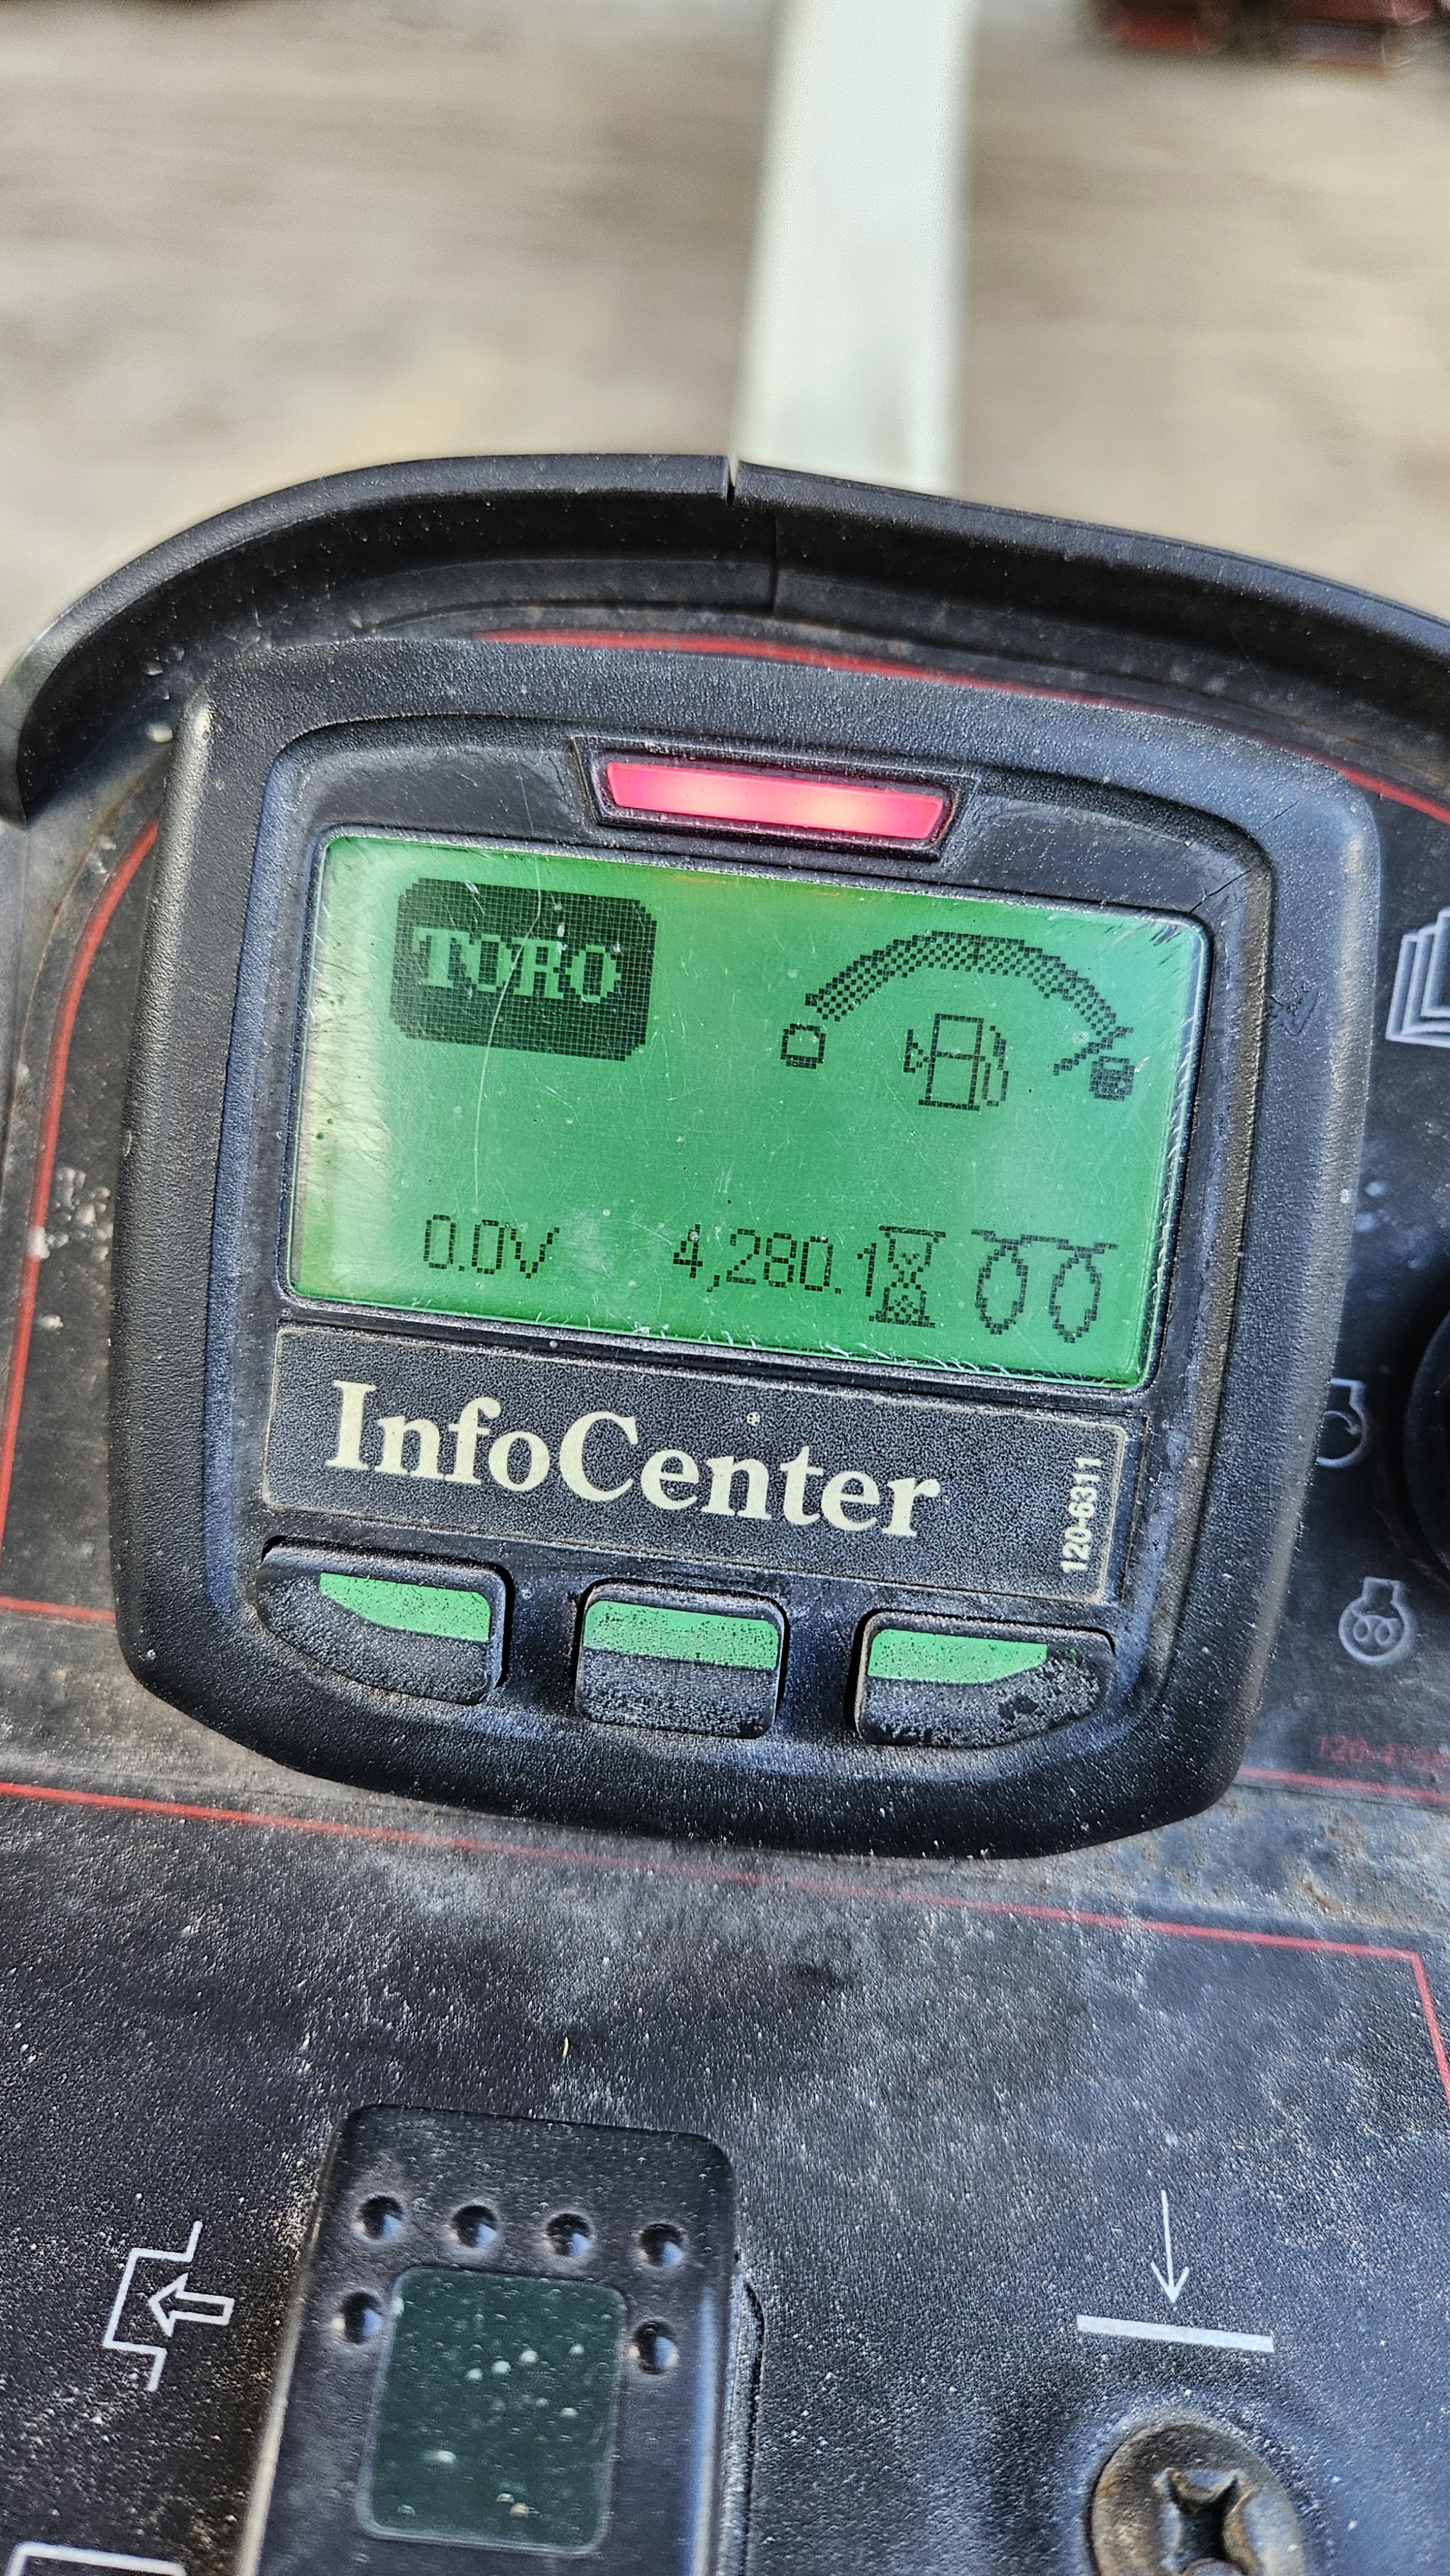 TORO
0.0V 4,280.1
InfoCenter
120-6311